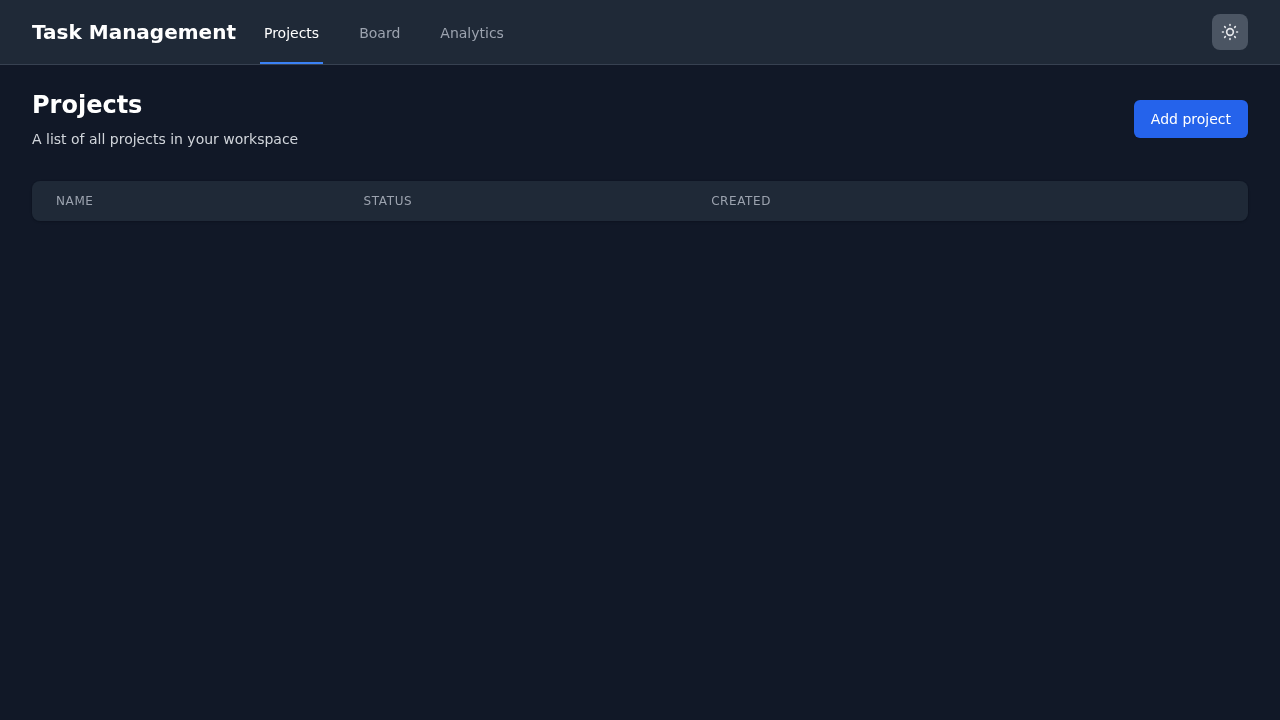 Task Management
Projects
Board
Analytics
Projects
A list of all projects in your workspace
Add project
NAME
STATUS
CREATED